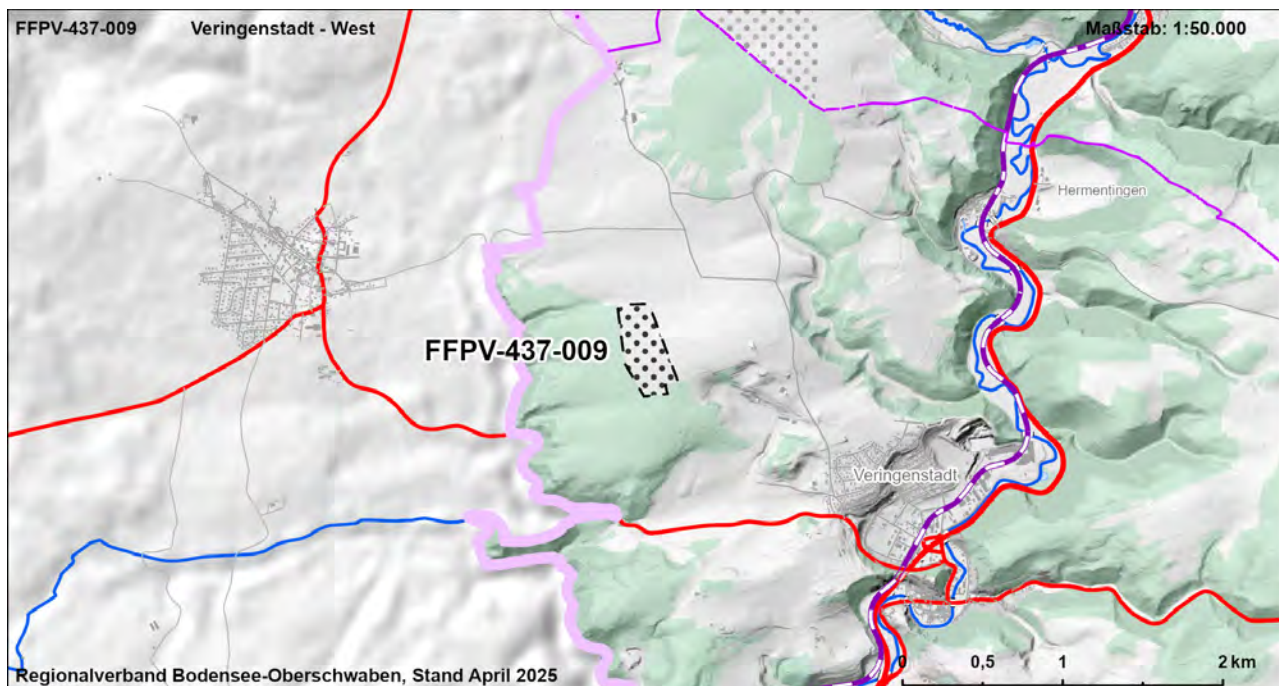 FFPV-437-009 Veringenstadt - West Maßstab: 1:50.000
Hermentingen
FFPV-437-009
Veringenstadt
0 0,5 1 2 km
Regionalverband Bodensee-Oberschwaben, Stand April 2025